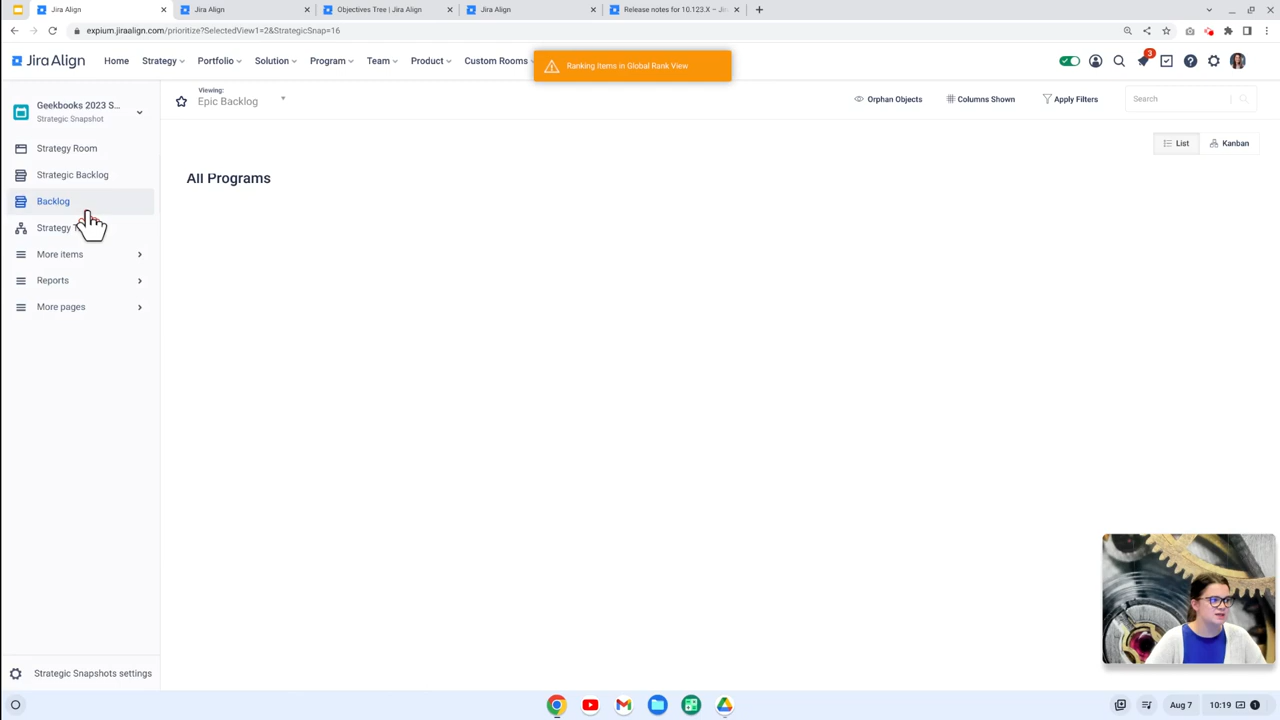 Jira Align
Jira Align
Objectives Tree | Jira Align
Jira Align
Release notes for 10.123.X – Jir
expium.jiraalign.com/prioritize?SelectedView1=2&StrategicSnap=16
Jira Align
Home
Strategy
Portfolio
Solution
Program
Team
Product
Custom Rooms
Ranking Items in Global Rank View
3
Geekbooks 2023 S...
Strategic Snapshot
Viewing:
Epic Backlog
Orphan Objects
Columns Shown
Apply Filters
Search
List
Kanban
Strategy Room
Strategic Backlog
Backlog
Strategy T
More items
Reports
More pages
All Programs
Strategic Snapshots settings
Aug 7
10:19
1